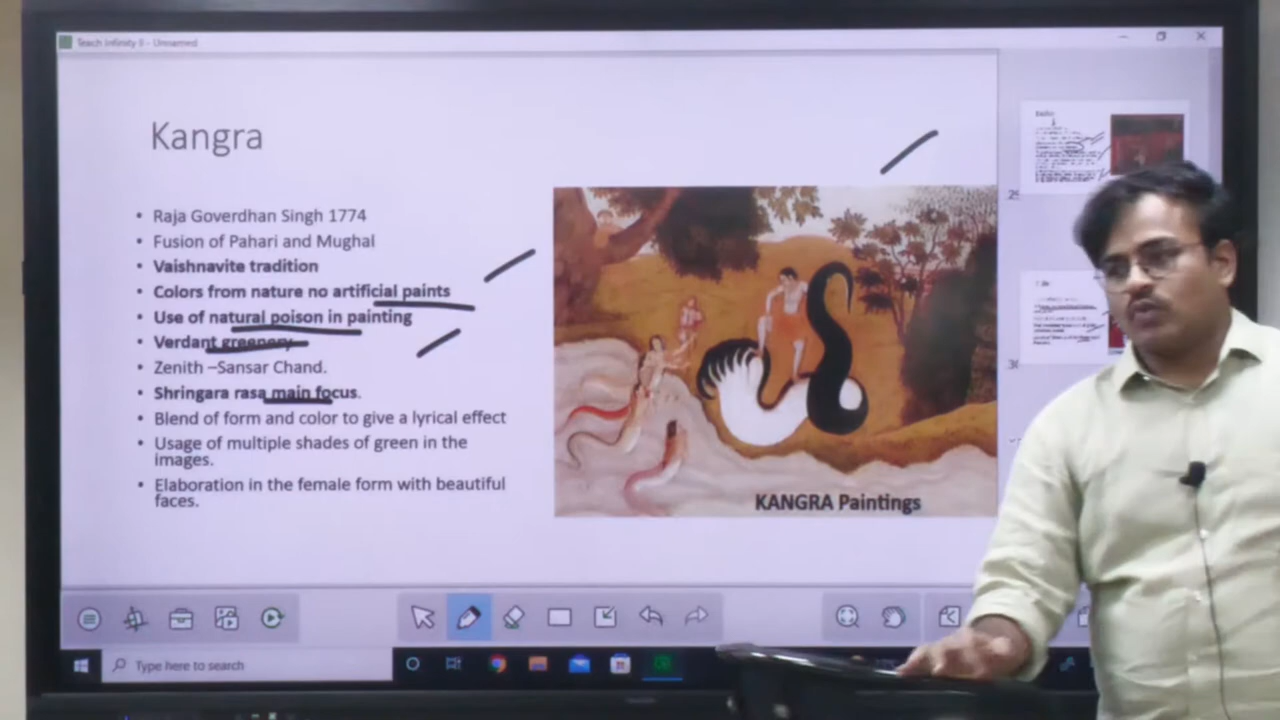 Teach Infinity II - Unnamed
Kangra
• Raja Goverdhan Singh 1774
• Fusion of Pahari and Mughal
• Vaishnavite tradition
• Colors from nature no artificial paints
• Use of natural poison in painting
• Verdant greenery
• Zenith –Sansar Chand.
• Shringara rasa main focus.
• Blend of form and color to give a lyrical effect
• Usage of multiple shades of green in the
images.
• Elaboration in the female form with beautiful
faces.
KANGRA Paintings
Type here to search